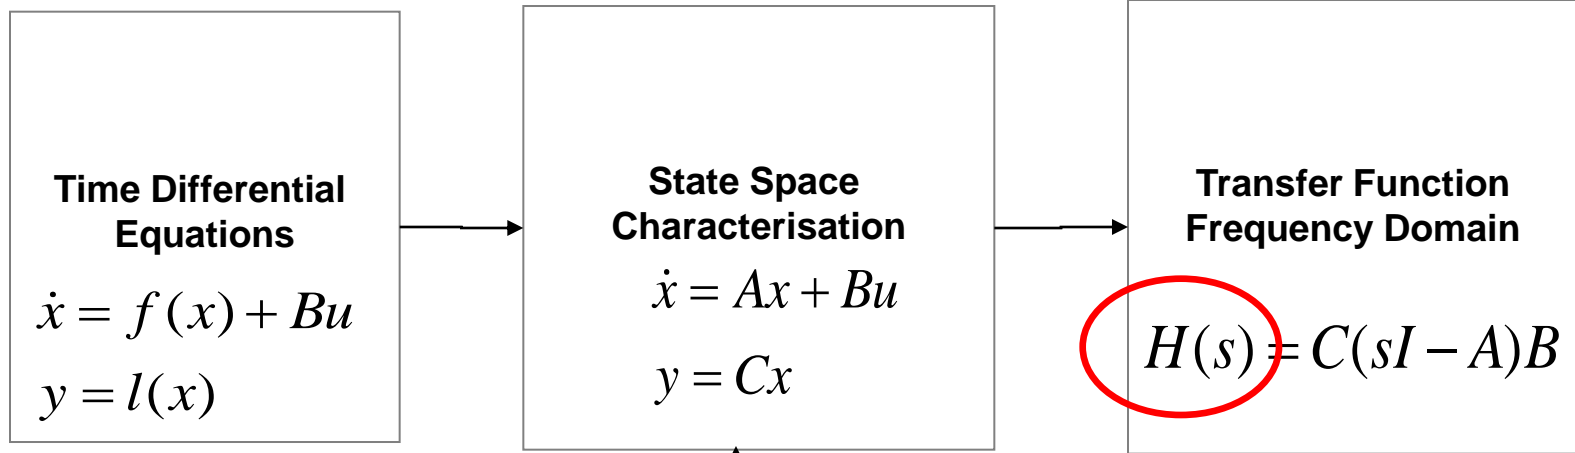 Time Differential
Equations
ẋ = f(x) + Bu
y = l(x)
State Space
Characterisation
ẋ = Ax + Bu
y = Cx
Transfer Function
Frequency Domain
H(s) = C(sI − A)B